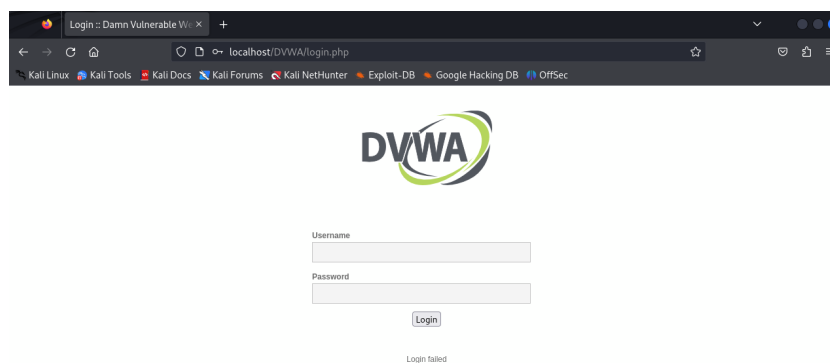 Login :: Damn Vulnerable We
localhost/DVWA/login.php
Kali Linux Kali Tools Kali Docs Kali Forums Kali NetHunter Exploit-DB Google Hacking DB OffSec
DVWA
Username
Password
Login
Login failed